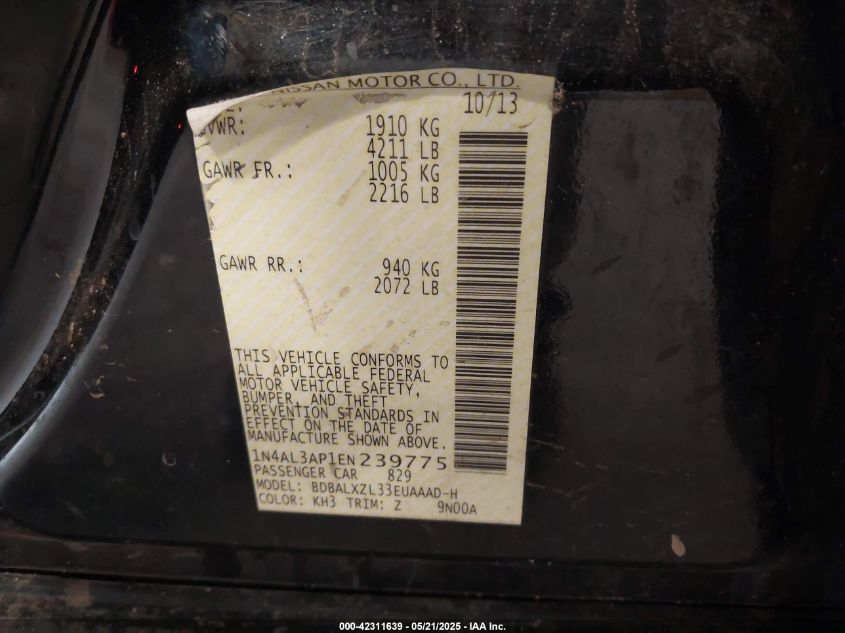 NISSAN MOTOR CO., LTD.
10/13
GVWR: 1910 KG
4211 LB
GAWR FR.: 1005 KG
2216 LB
GAWR RR.: 940 KG
2072 LB
THIS VEHICLE CONFORMS TO
ALL APPLICABLE FEDERAL
MOTOR VEHICLE SAFETY,
BUMPER, AND THEFT
PREVENTION STANDARDS IN
EFFECT ON THE DATE OF
MANUFACTURE SHOWN ABOVE.
1N4AL3AP1EN239775
PASSENGER CAR 829
MODEL: BDBALXZL33EUAAAD-H
COLOR: KH3 TRIM: Z 9N00A
000-42311639 - 05/21/2025 - IAA Inc.